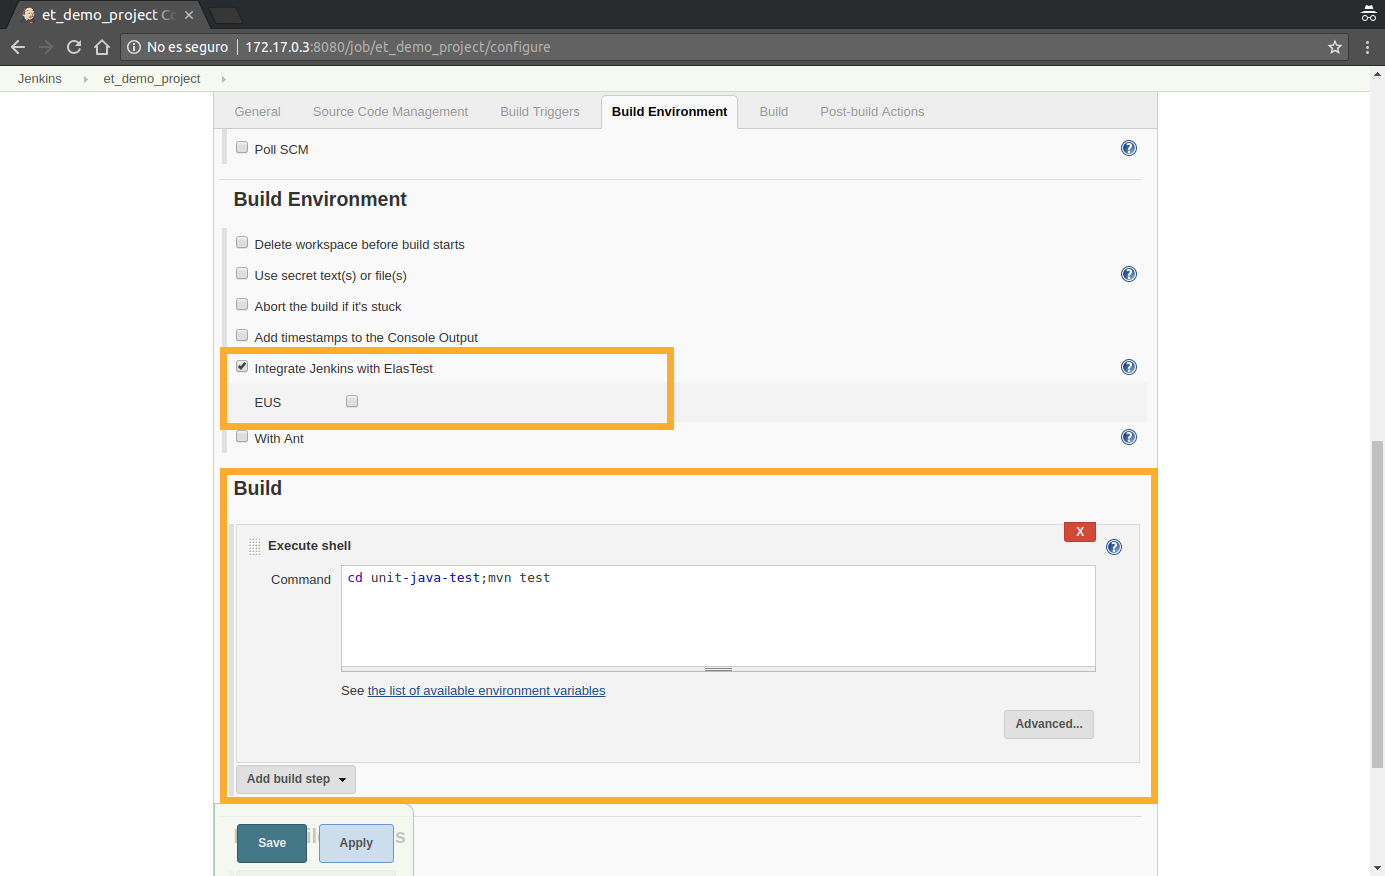 et_demo_project Co
No es seguro 172.17.0.3:8080/job/et_demo_project/configure
Jenkins et_demo_project
General Source Code Management Build Triggers Build Environment Build Post-build Actions
Poll SCM
Build Environment
Delete workspace before build starts
Use secret text(s) or file(s)
Abort the build if it's stuck
Add timestamps to the Console Output
Integrate Jenkins with ElasTest
EUS
With Ant
Build
X
Execute shell
Command cd unit-java-test;mvn test
See the list of available environment variables
Advanced...
Add build step
Save Apply